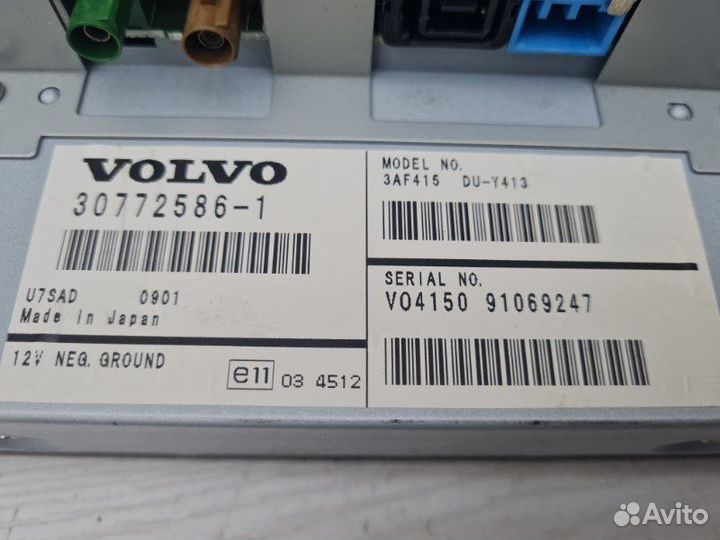 VOLVO
30772586-1
U7SAD 0901
Made in Japan
12V NEG. GROUND
e11 03 4512
MODEL NO.
3AF415 DU-Y413
SERIAL NO.
VO4150 91069247
Avito